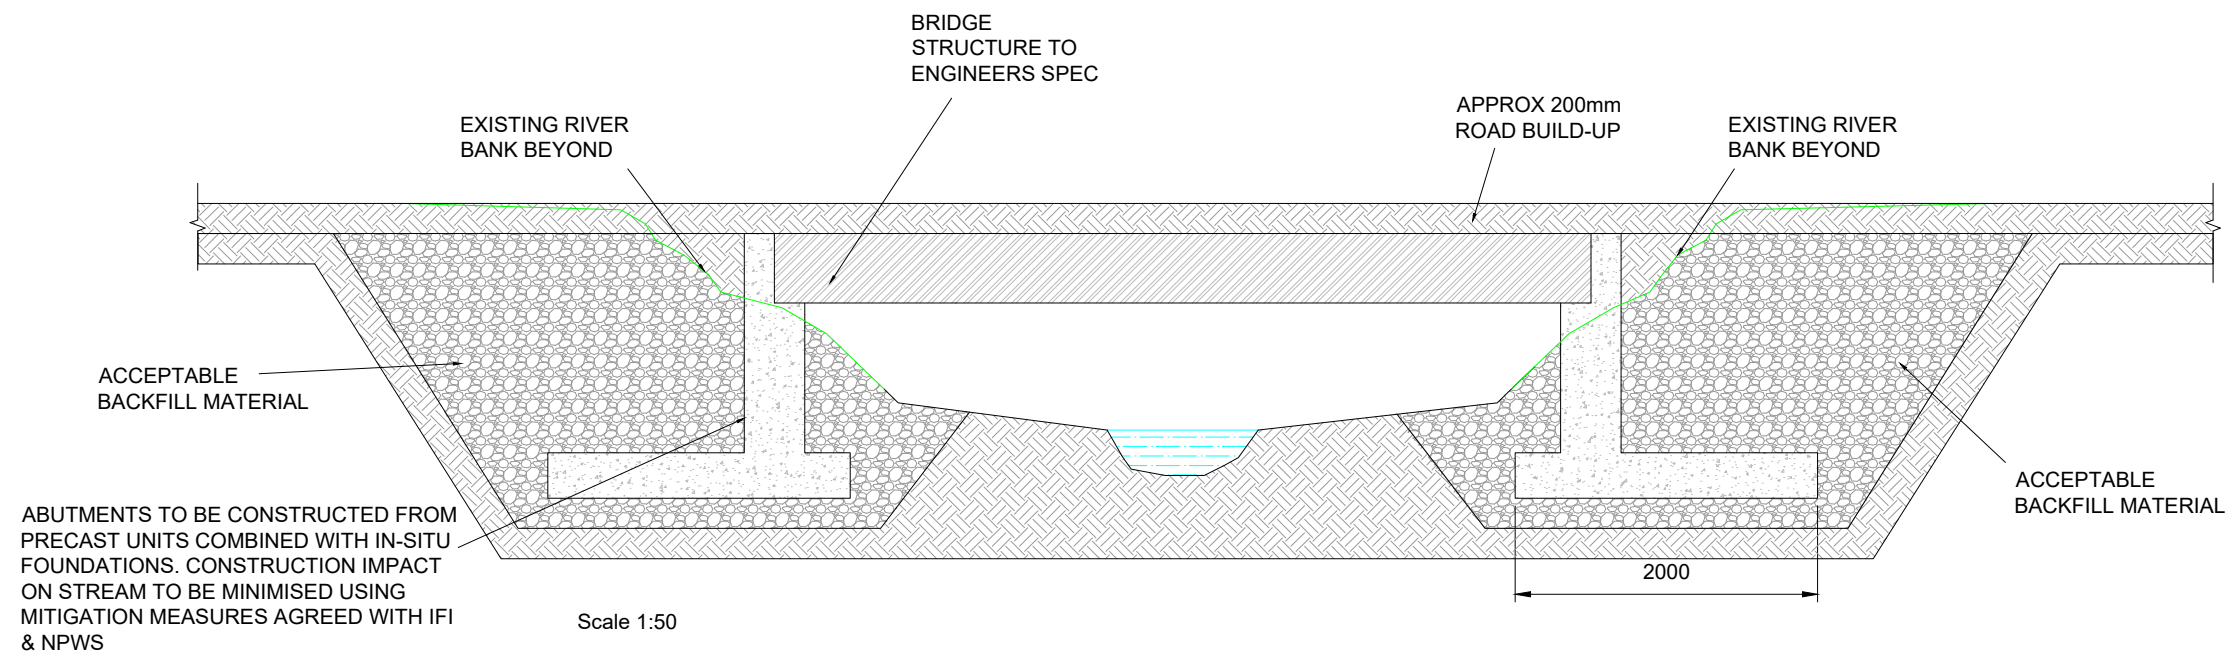 BRIDGE
STRUCTURE TO
ENGINEERS SPEC
EXISTING RIVER
BANK BEYOND
APPROX 200mm
ROAD BUILD-UP
EXISTING RIVER
BANK BEYOND
ACCEPTABLE
BACKFILL MATERIAL
ABUTMENTS TO BE CONSTRUCTED FROM
PRECAST UNITS COMBINED WITH IN-SITU
FOUNDATIONS. CONSTRUCTION IMPACT
ON STREAM TO BE MINIMISED USING
MITIGATION MEASURES AGREED WITH IFI
& NPWS
ACCEPTABLE
BACKFILL MATERIAL
2000
Scale 1:50